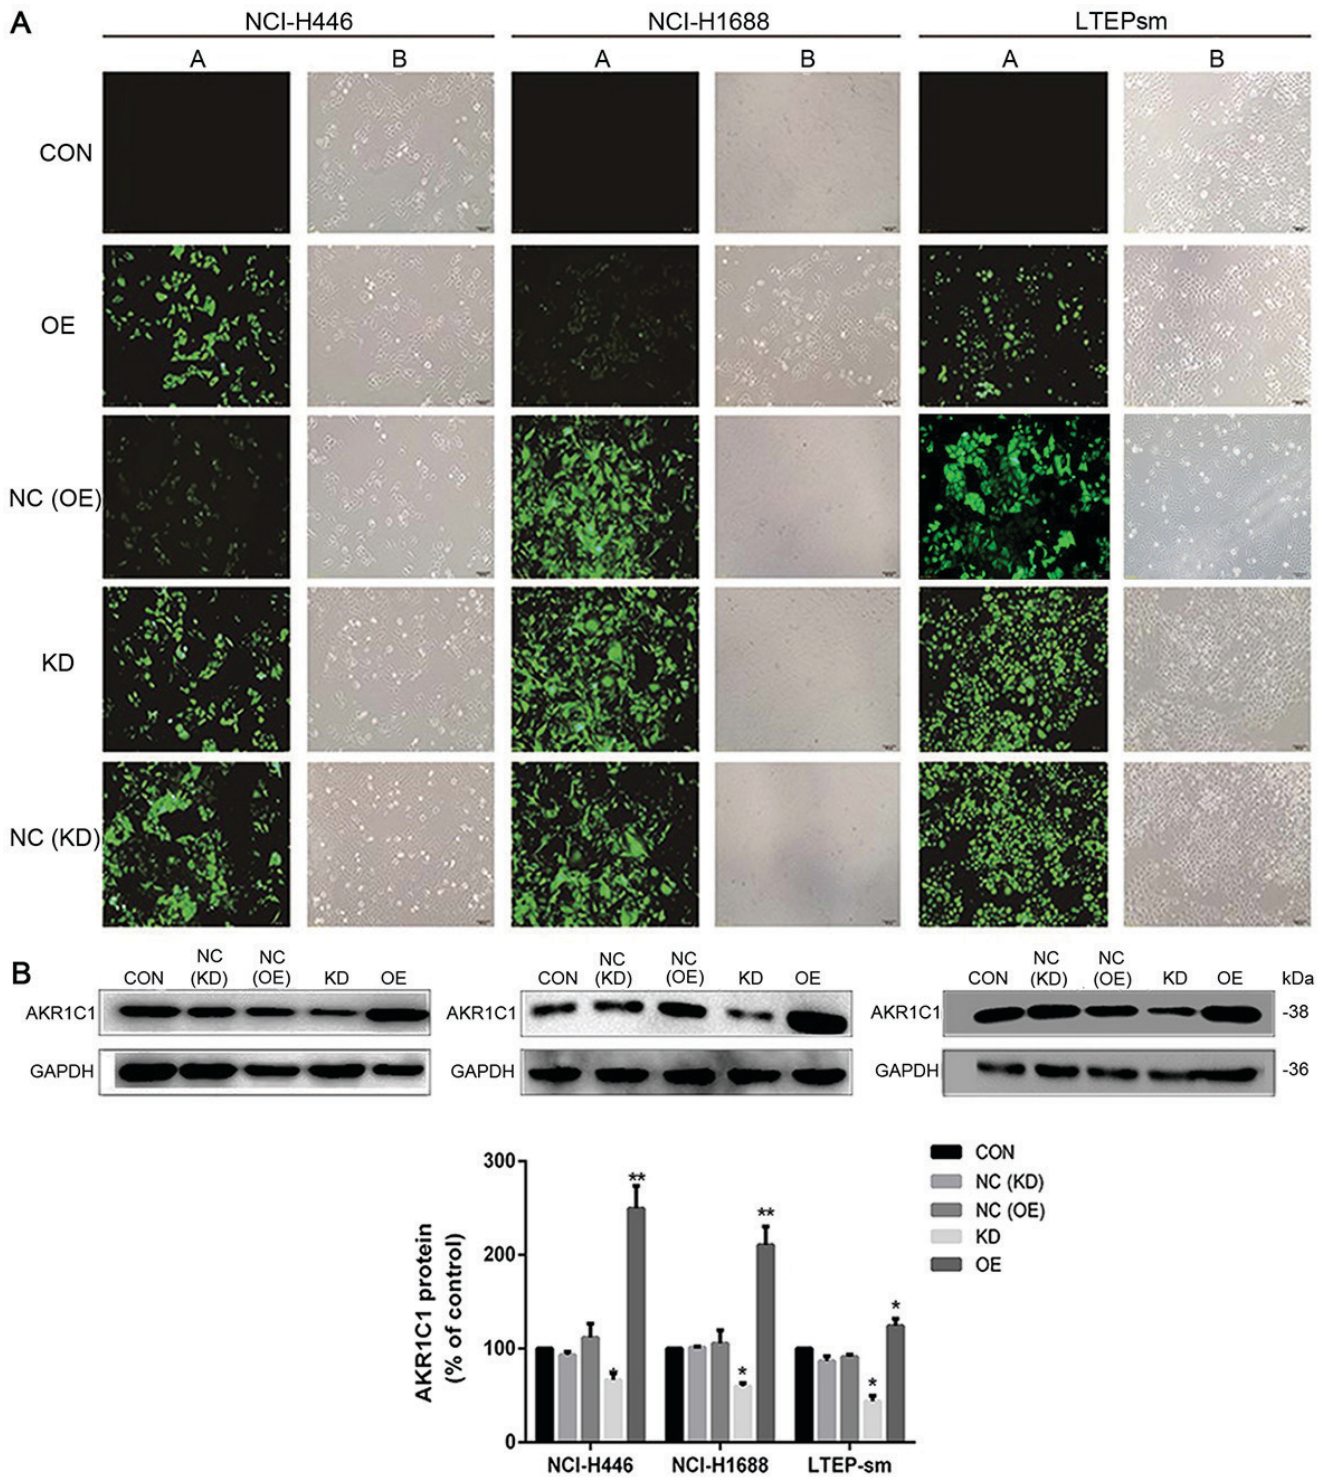 A
NCI-H446 NCI-H1688 LTEPsm
A B A B A B
CON
OE
NC (OE)
KD
NC (KD)
B
CON NC (KD) NC (OE) KD OE
AKR1C1
GAPDH
CON NC (KD) NC (OE) KD OE
AKR1C1
GAPDH
CON NC (KD) NC (OE) KD OE kDa
AKR1C1 -38
GAPDH -36
AKR1C1 protein
(% of control)
300
200
100
0
** ** *
* * *
NCI-H446 NCI-H1688 LTEP-sm
CON
NC (KD)
NC (OE)
KD
OE